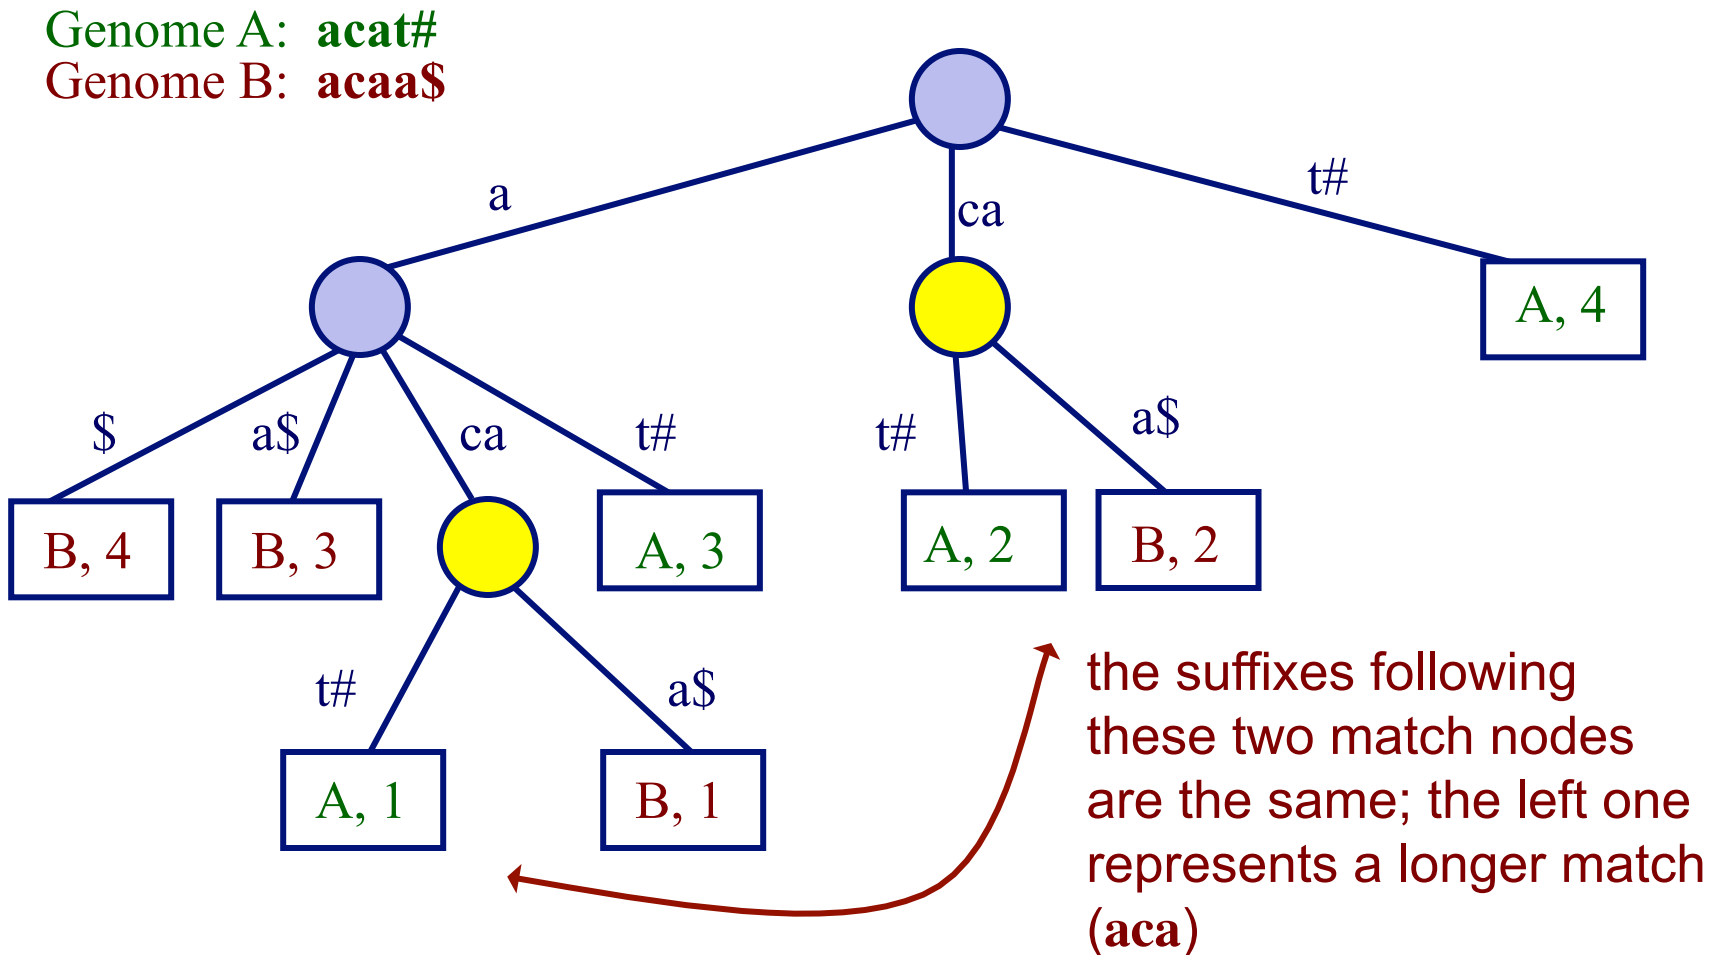 Genome A: acat#
Genome B: acaa$
a
ca
t#
A, 4
$
a$
ca
t#
t#
a$
B, 4
B, 3
A, 3
A, 2
B, 2
t#
a$
A, 1
B, 1
the suffixes following
these two match nodes
are the same; the left one
represents a longer match
(aca)